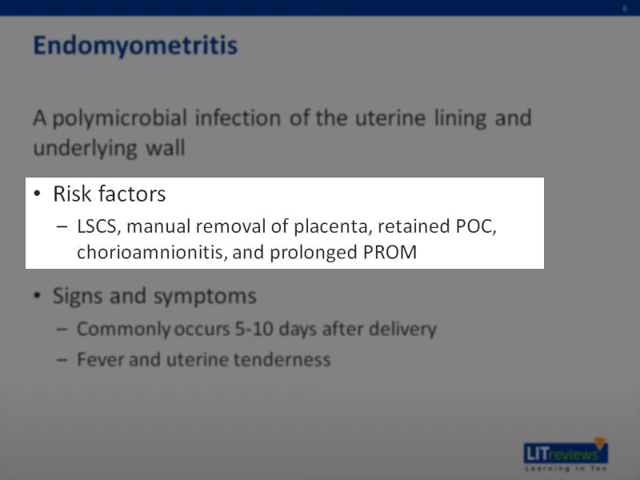 Endomyometritis
A polymicrobial infection of the uterine lining and
underlying wall
• Risk factors
– LSCS, manual removal of placenta, retained POC,
chorioamnionitis, and prolonged PROM
• Signs and symptoms
– Commonly occurs 5-10 days after delivery
– Fever and uterine tenderness
LITreviews
Learning In Ten